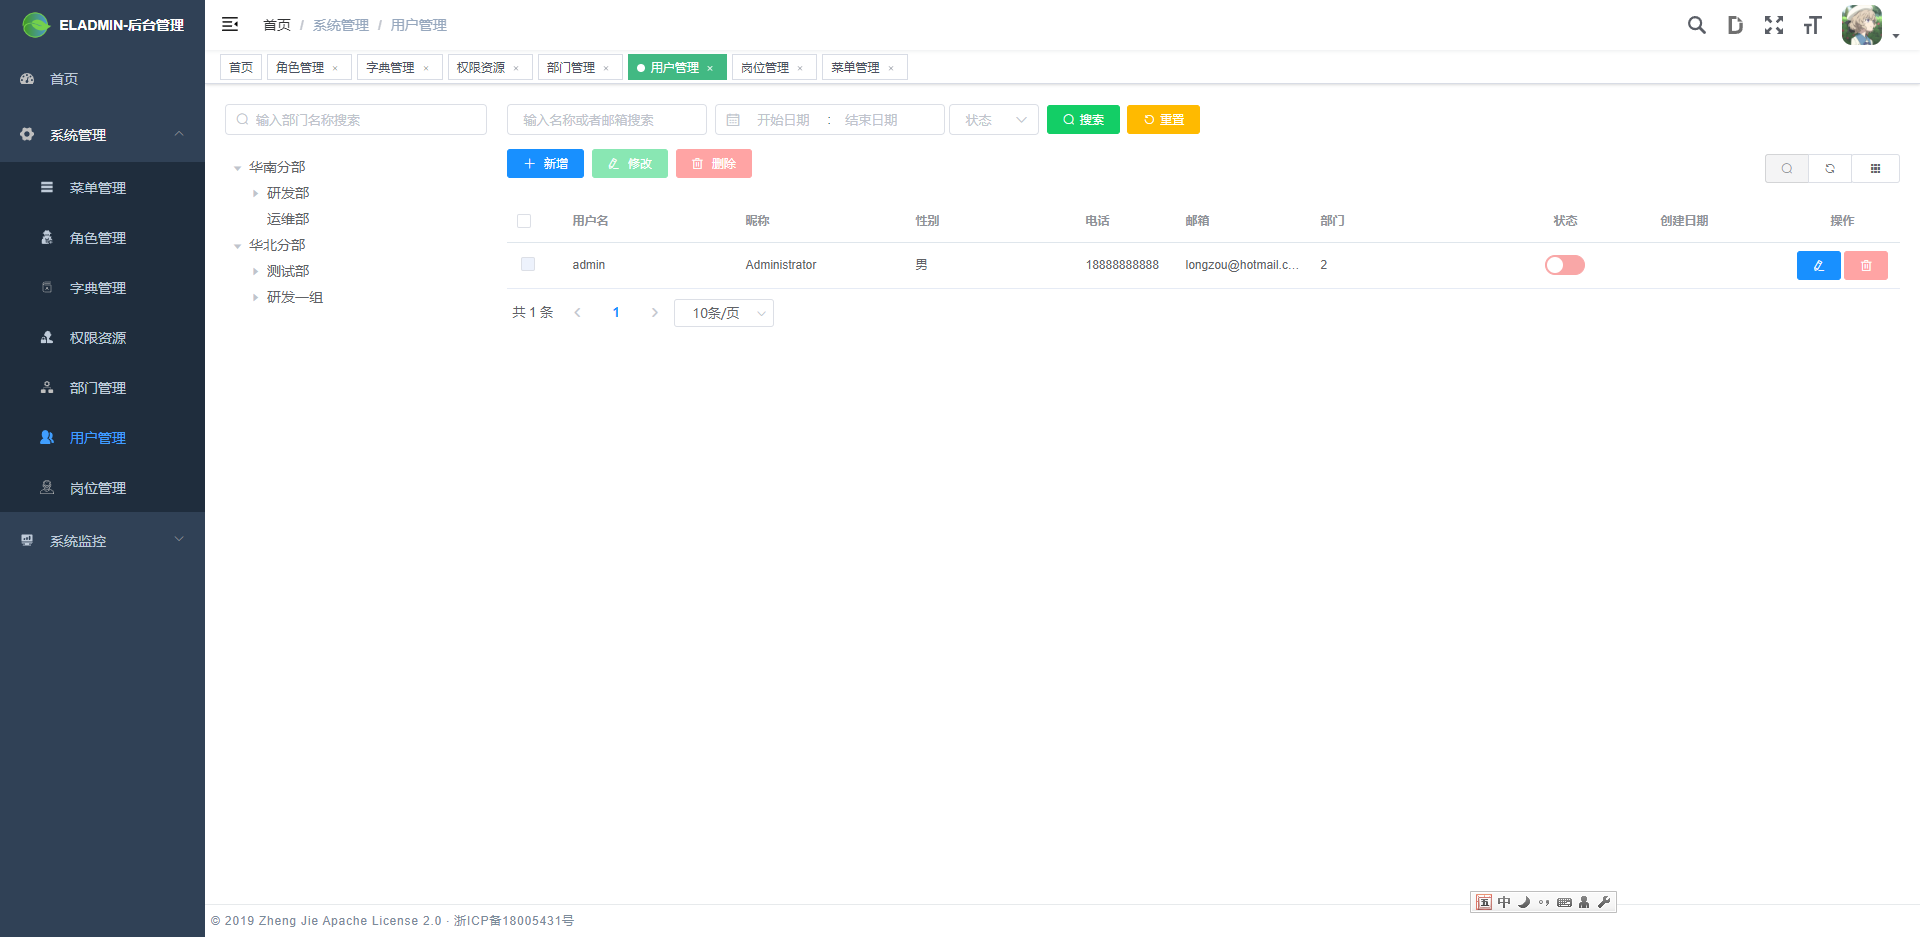 ELADMIN-后台管理
首页
系统管理
菜单管理
角色管理
字典管理
权限资源
部门管理
用户管理
岗位管理
系统监控
首页 / 系统管理 / 用户管理
首页 角色管理 × 字典管理 × 权限资源 × 部门管理 × 用户管理 × 岗位管理 × 菜单管理 ×
输入部门名称搜索
华南分部
研发部
运维部
华北分部
测试部
研发一组
输入名称或者邮箱搜索 开始日期 : 结束日期 状态 搜索 重置
新增 修改 删除
用户名 昵称 性别 电话 邮箱 部门 状态 创建日期 操作
admin Administrator 男 18888888888 longzou@hotmail.c... 2
共 1 条 1 10条/页
五 中
© 2019 Zheng Jie Apache License 2.0 · 浙ICP备18005431号